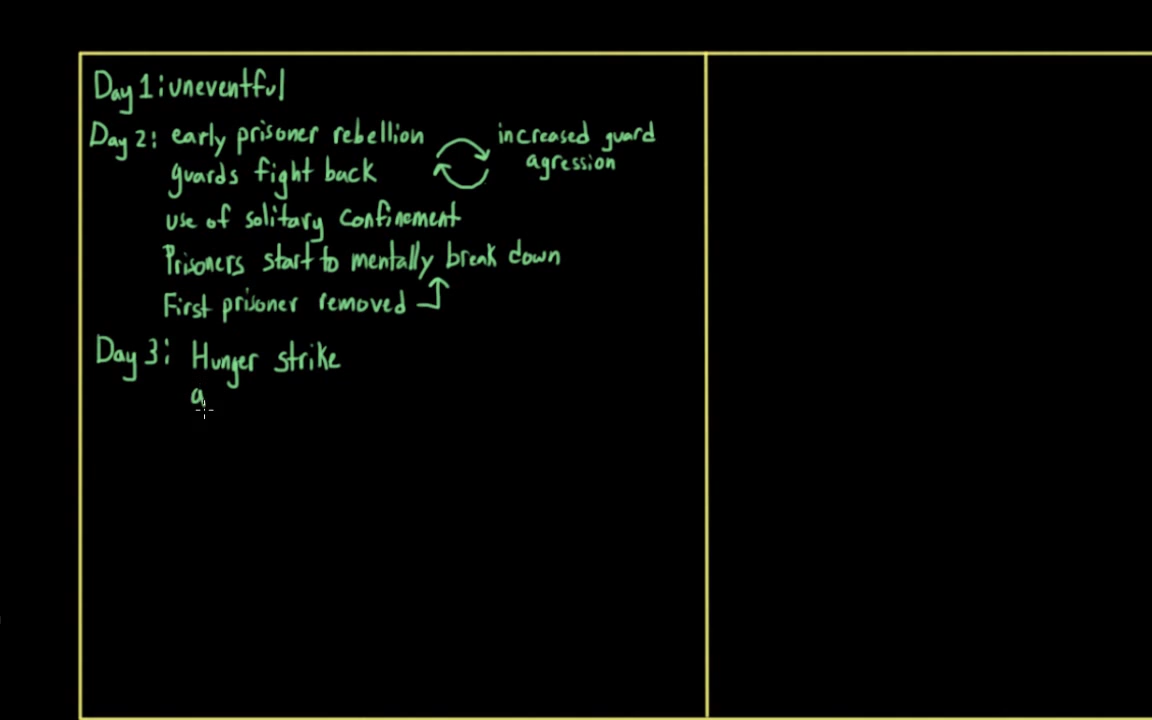 Day 1: uneventful
Day 2: early prisoner rebellion
guards fight back
increased guard
agression
use of solitary confinement
Prisoners start to mentally break down
First prisoner removed
Day 3: Hunger strike
a